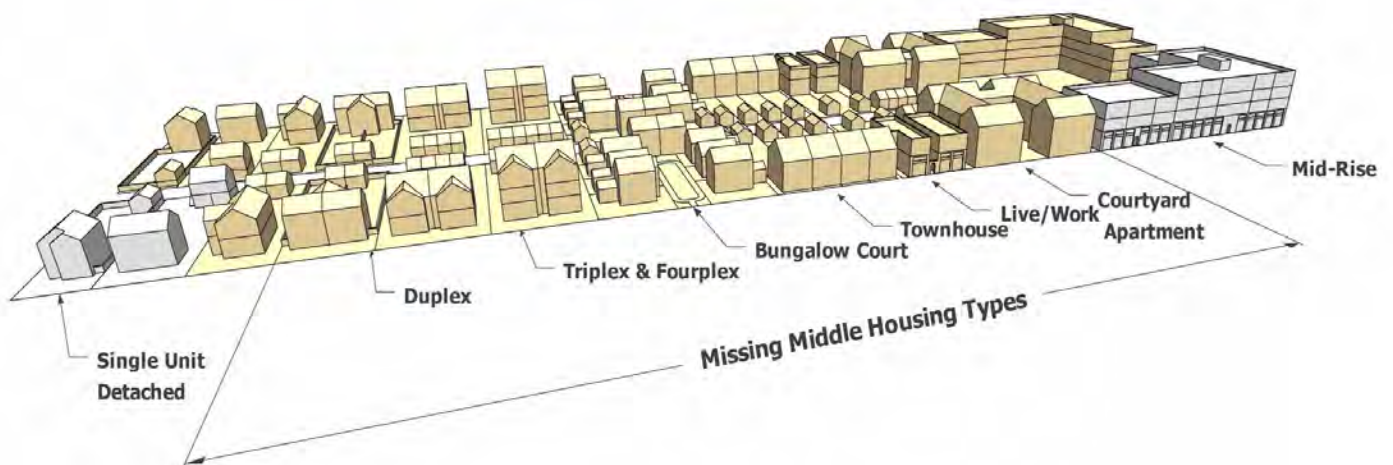 Single Unit
Detached
Duplex
Triplex & Fourplex
Bungalow Court
Townhouse
Live/Work
Courtyard
Apartment
Mid-Rise
Missing Middle Housing Types